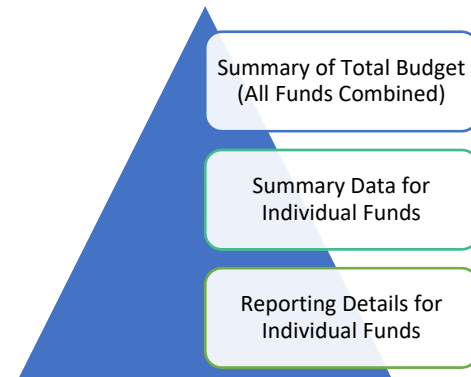 Summary of Total Budget
(All Funds Combined)
Summary Data for
Individual Funds
Reporting Details for
Individual Funds